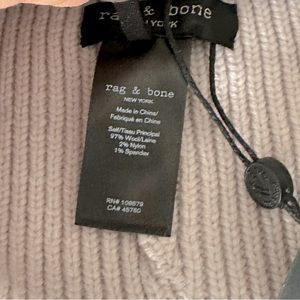 rag & bone
NEW YORK
rag & bone
NEW YORK
Made in China/
Fabriqué en China
Self/Tissu Principal
97% Wool/Laine
2% Nylon
1% Spandex
RN# 109879
CA# 45760